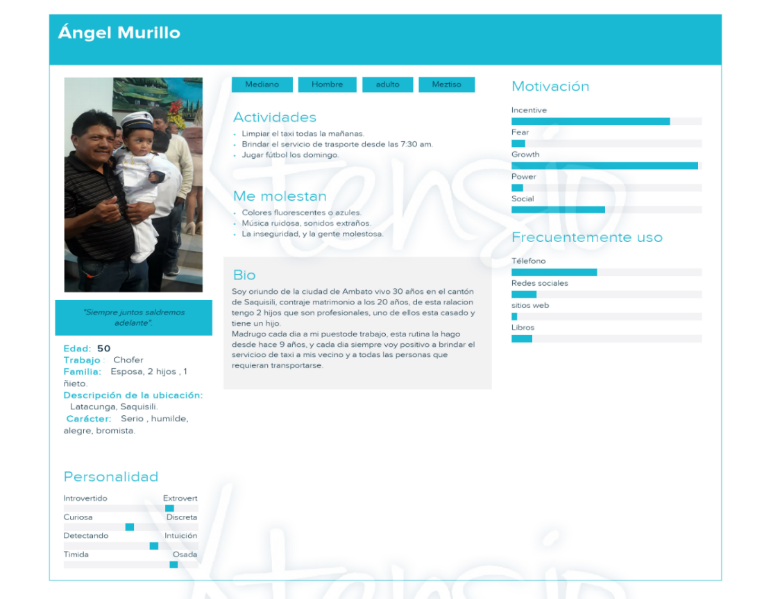 Ángel Murillo
"Siempre juntos saldremos
adelante".
Edad: 50
Trabajo : Chofer
Familia: Esposa, 2 hijos , 1
ñieto.
Descripción de la ubicación:
Latacunga, Saquisili.
Carácter: Serio , humilde,
alegre, bromista.
Personalidad
Introvertido Extrovert
Curiosa Discreta
Detectando Intuición
Timida Osada
Mediano Hombre adulto Meztiso
Actividades
Limpiar el taxi todas la mañanas.
Brindar el servicio de trasporte desde las 7:30 am.
Jugar fútbol los domingo.
Me molestan
Colores fluorescentes o azules.
Música ruidosa, sonidos extraños.
La inseguridad, y la gente molestosa.
Bio
Soy oriundo de la ciudad de Ambato vivo 30 años en el cantón
de Saquisili, contraje matrimonio a los 20 años, de esta ralacion
tengo 2 hijos que son profesionales, uno de ellos esta casado y
tiene un hijo.
Madrugo cada dia a mi puestode trabajo, esta rutina la hago
desde hace 9 años, y cada dia siempre voy positivo a brindar el
servicioo de taxi a mis vecino y a todas las personas que
requieran transportarse.
Motivación
Incentive
Fear
Growth
Power
Social
Frecuentemente uso
Télefono
Redes sociales
sitios web
Libros
xtensio
xtensio